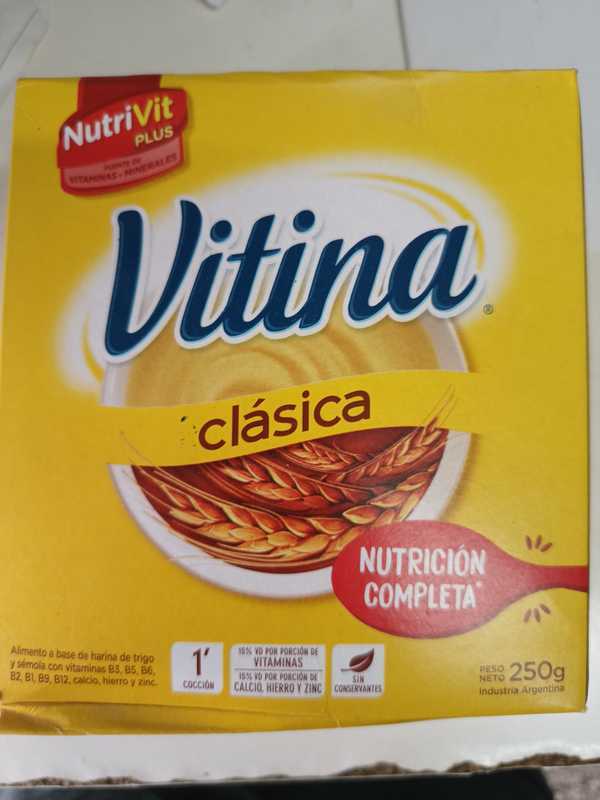 NutriVit
PLUS
FUENTE DE
VITAMINAS + MINERALES
Vitina®
clásica
NUTRICIÓN
COMPLETA*
Alimento a base de harina de trigo
y sémola con vitaminas B3, B5, B6,
B2, B1, B9, B12, calcio, hierro y zinc.
1'
COCCIÓN
15% VD POR PORCIÓN DE
VITAMINAS
15% VD POR PORCIÓN DE
CALCIO, HIERRO Y ZINC
SIN
CONSERVANTES
PESO
NETO 250g
Industria Argentina